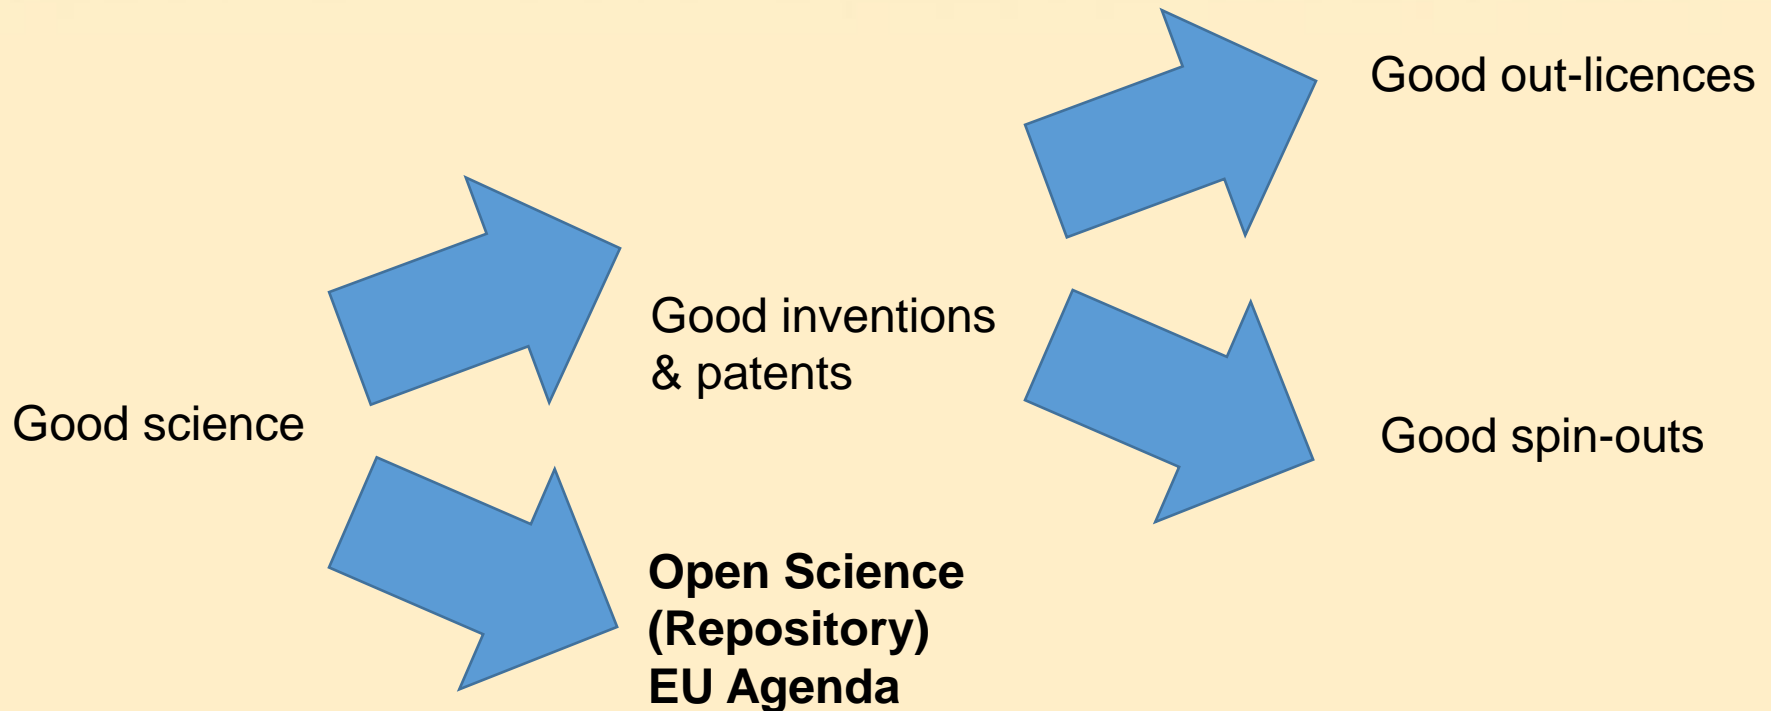 Good out-licences
Good inventions
& patents
Good science
Good spin-outs
Open Science
(Repository)
EU Agenda